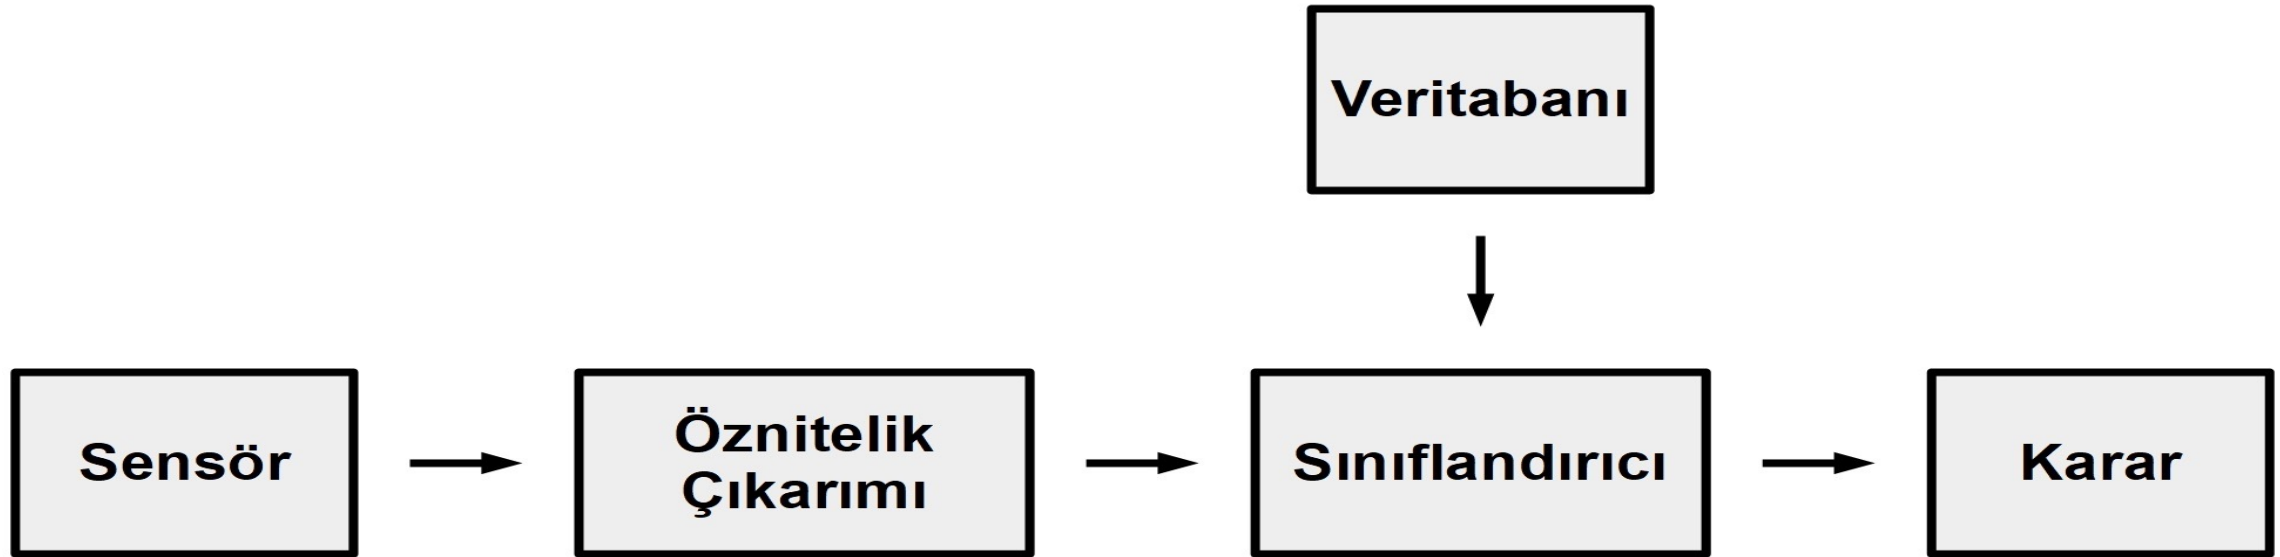 Veritabanı
Sensör
Öznitelik
Çıkarımı
Sınıflandırıcı
Karar